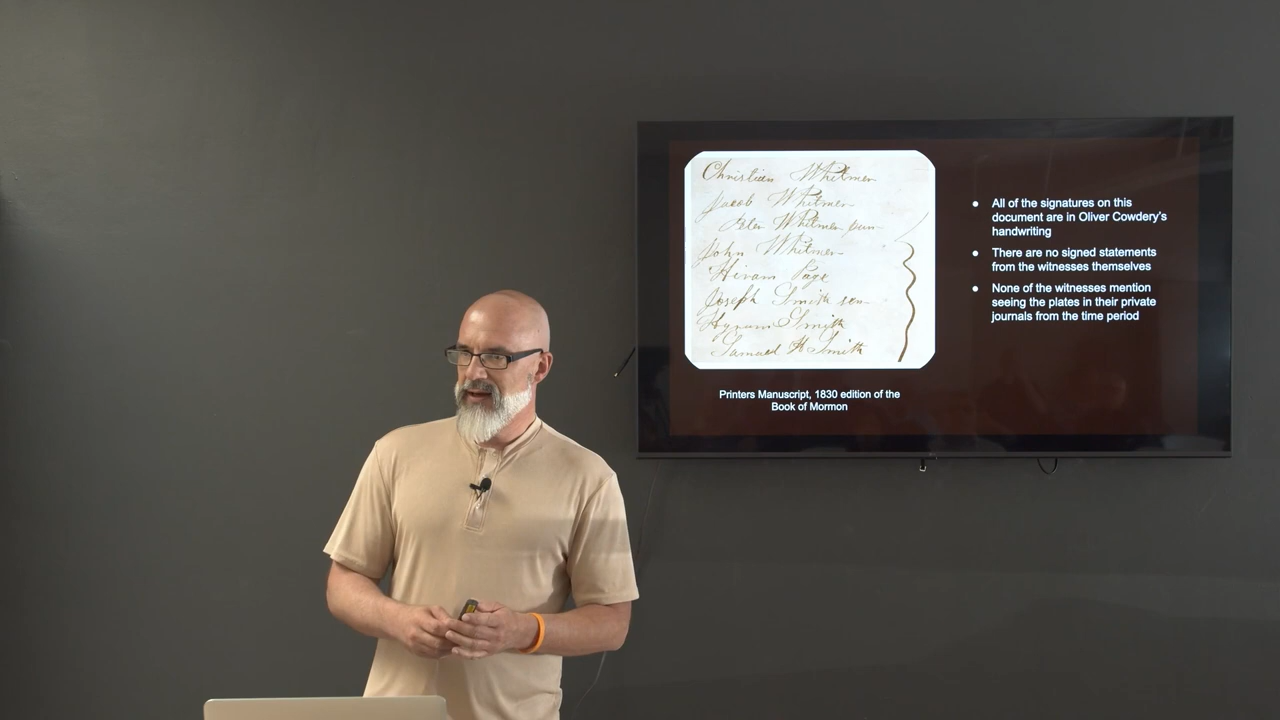 Christian Whitmer
Jacob Whitmer
Peter Whitmer jun
John Whitmer
Hiram Page
Joseph Smith sen
Hyrum Smith
Samuel H Smith
Printers Manuscript, 1830 edition of the
Book of Mormon
● All of the signatures on this
document are in Oliver Cowdery's
handwriting
● There are no signed statements
from the witnesses themselves
● None of the witnesses mention
seeing the plates in their private
journals from the time period